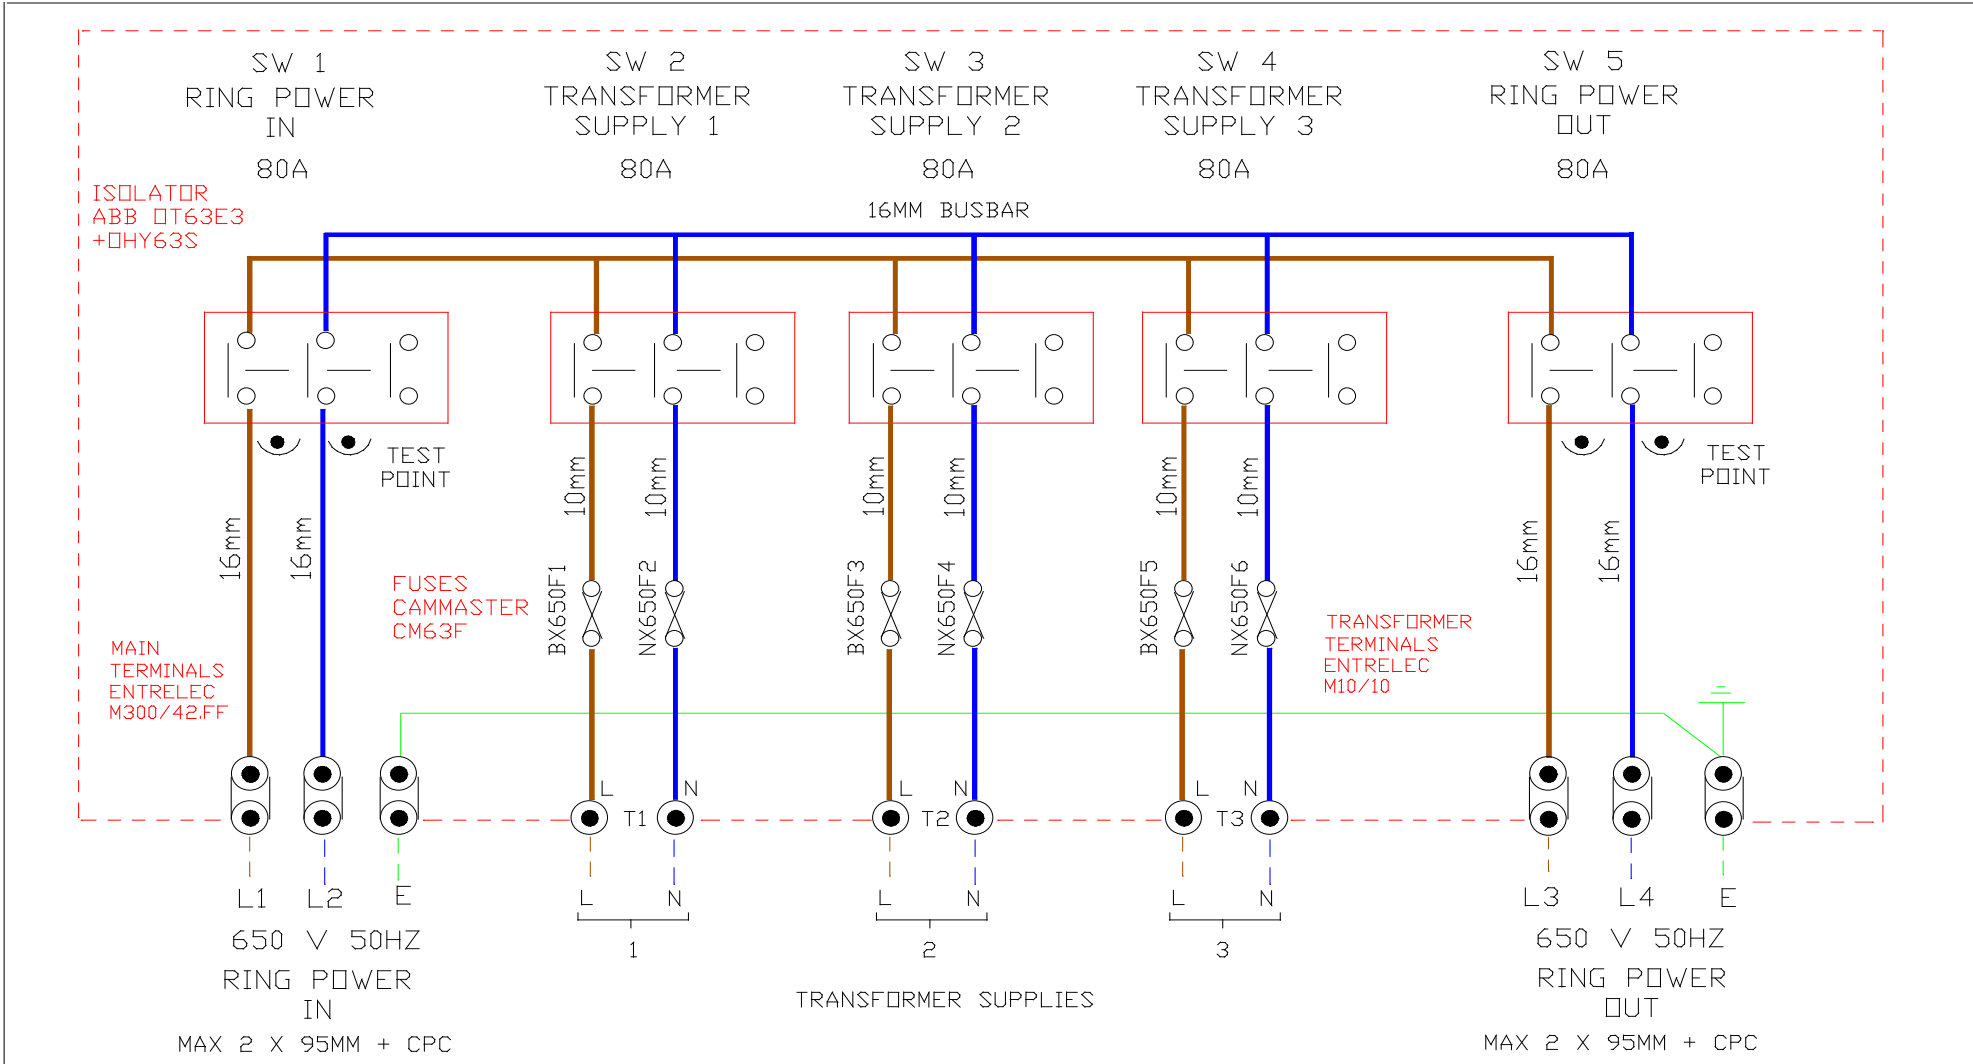 SW 1
RING POWER
IN
80A
SW 2
TRANSFORMER
SUPPLY 1
80A
SW 3
TRANSFORMER
SUPPLY 2
80A
SW 4
TRANSFORMER
SUPPLY 3
80A
SW 5
RING POWER
OUT
80A
ISOLATOR
ABB OT63E3
+OHY63S
16MM BUSBAR
TEST
POINT
TEST
POINT
16mm
16mm
10mm
10mm
10mm
10mm
10mm
10mm
16mm
16mm
FUSES
CAMMASTER
CM63F
BX650F1
NX650F2
BX650F3
NX650F4
BX650F5
NX650F6
MAIN
TERMINALS
ENTRELEC
M300/42.FF
TRANSFORMER
TERMINALS
ENTRELEC
M10/10
L
T1
N
L
T2
N
L
T3
N
L1
L2
E
L
N
L
N
L
N
L3
L4
E
650 V 50HZ
RING POWER
IN
MAX 2 X 95MM + CPC
1
2
3
TRANSFORMER SUPPLIES
650 V 50HZ
RING POWER
OUT
MAX 2 X 95MM + CPC